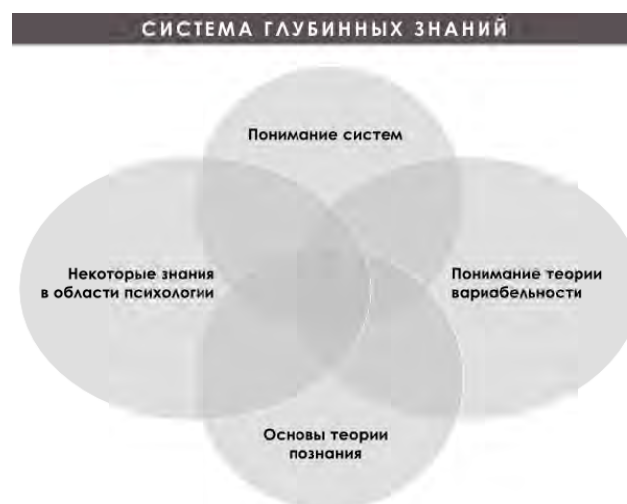 СИСТЕМА ГЛУБИННЫХ ЗНАНИЙ
Понимание систем
Некоторые знания
в области психологии
Понимание теории
вариабельности
Основы теории
познания